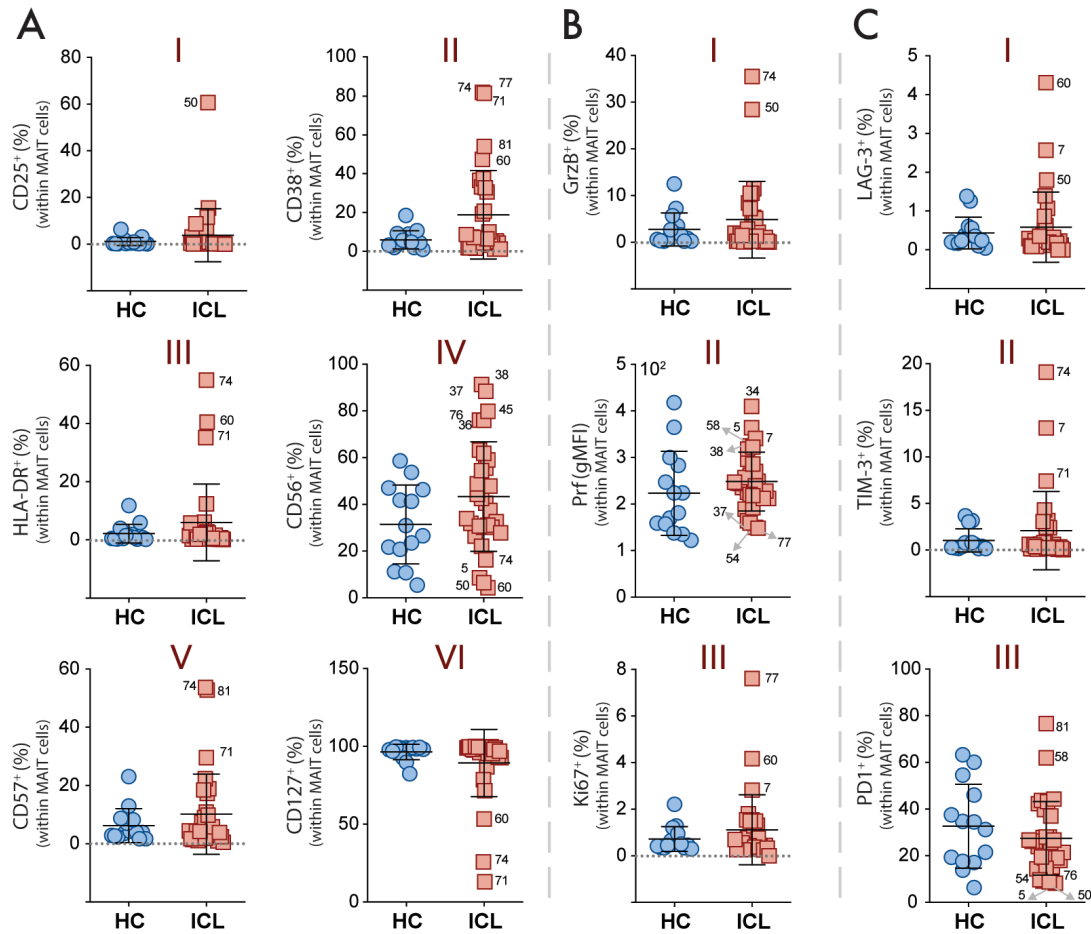 A
B
C
I
CD25⁺ (%)
(within MAIT cells)
80
60
40
20
0
50
HC
ICL
II
CD38⁺ (%)
(within MAIT cells)
100
80
60
40
20
0
74
77
71
81
60
HC
ICL
I
GrzB⁺ (%)
(within MAIT cells)
40
30
20
10
0
74
50
HC
ICL
I
LAG-3⁺ (%)
(within MAIT cells)
5
4
3
2
1
0
60
7
50
HC
ICL
III
HLA-DR⁺ (%)
(within MAIT cells)
60
40
20
0
74
60
71
HC
ICL
IV
CD56⁺ (%)
(within MAIT cells)
100
80
60
40
20
0
38
37
76
45
36
5
74
50
60
HC
ICL
II
Prf (gMFI)
(within MAIT cells)
5
10²
4
3
2
1
0
34
58
5
7
38
37
54
77
HC
ICL
II
TIM-3⁺ (%)
(within MAIT cells)
20
15
10
5
0
74
7
71
HC
ICL
V
CD57⁺ (%)
(within MAIT cells)
60
40
20
0
74
81
71
HC
ICL
VI
CD127⁺ (%)
(within MAIT cells)
150
100
50
0
60
74
71
HC
ICL
III
Ki67⁺ (%)
(within MAIT cells)
8
6
4
2
0
77
60
7
HC
ICL
III
PD1⁺ (%)
(within MAIT cells)
100
80
60
40
20
0
81
58
54
76
5
50
HC
ICL